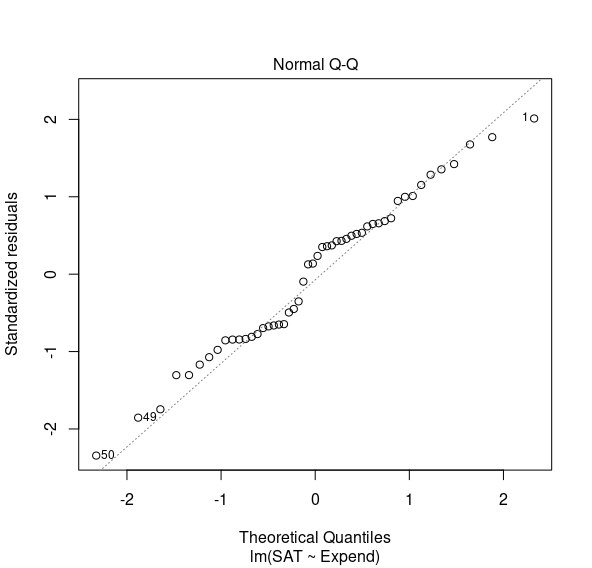 Normal Q-Q
2
1
0
-1
-2
Standardized residuals
1
49
50
-2 -1 0 1 2
Theoretical Quantiles
lm(SAT ~ Expend)